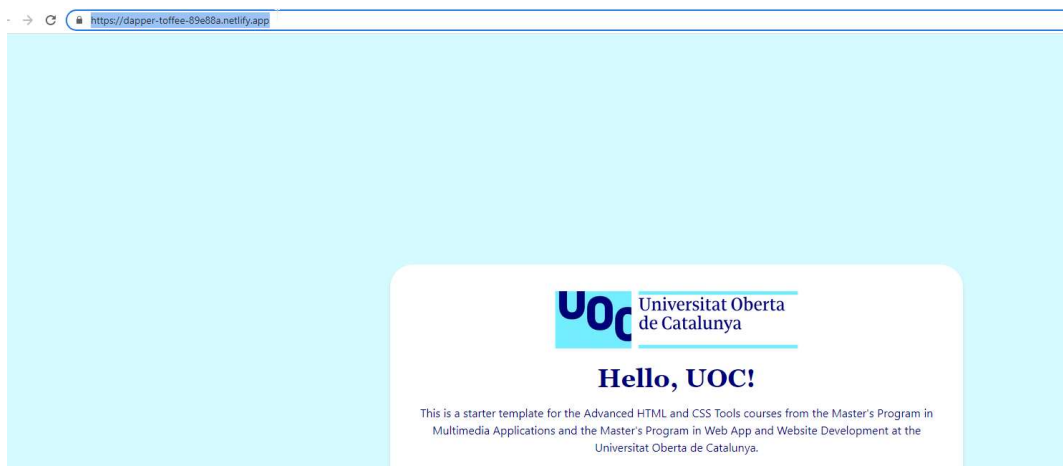 https://dapper-toffee-89e88a.netlify.app
UOC
Universitat Oberta
de Catalunya
Hello, UOC!
This is a starter template for the Advanced HTML and CSS Tools courses from the Master's Program in
Multimedia Applications and the Master's Program in Web App and Website Development at the
Universitat Oberta de Catalunya.